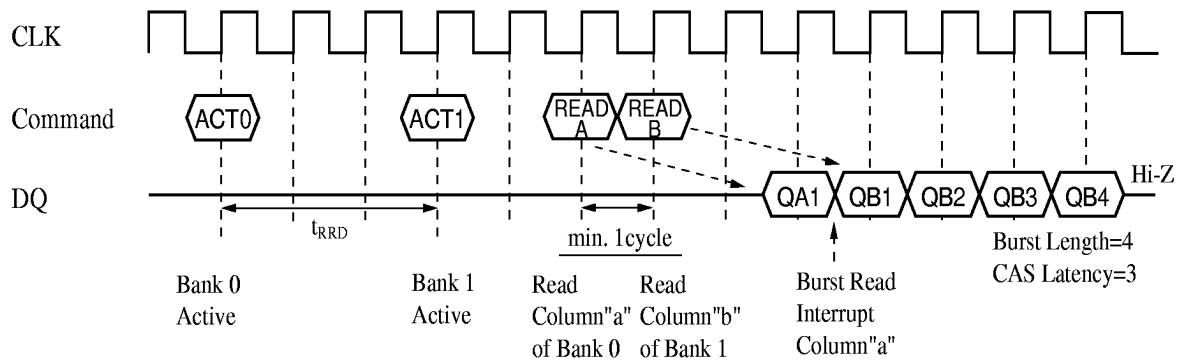 CLK
Command
ACT0
ACT1
READ A
READ B
DQ
QA1
QB1
QB2
QB3
QB4
Hi-Z
tRRD
min. 1cycle
Burst Length=4
CAS Latency=3
Bank 0
Active
Bank 1
Active
Read
Column"a"
of Bank 0
Read
Column"b"
of Bank 1
Burst Read
Interrupt
Column"a"